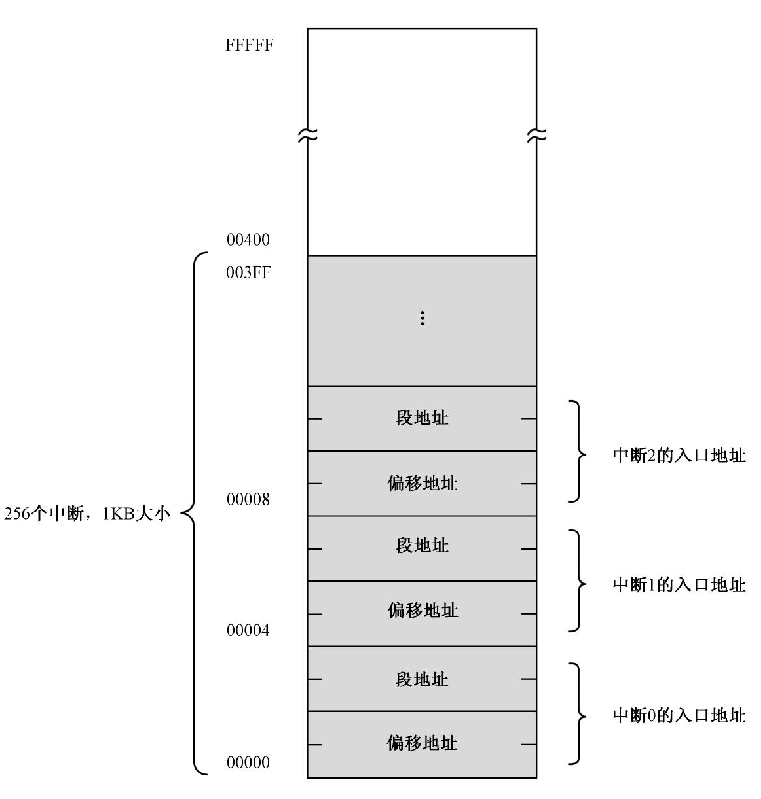 FFFFF
00400
003FF
⋮
段地址
偏移地址
中断2的入口地址
00008
256个中断，1KB大小
段地址
偏移地址
中断1的入口地址
00004
段地址
偏移地址
中断0的入口地址
00000